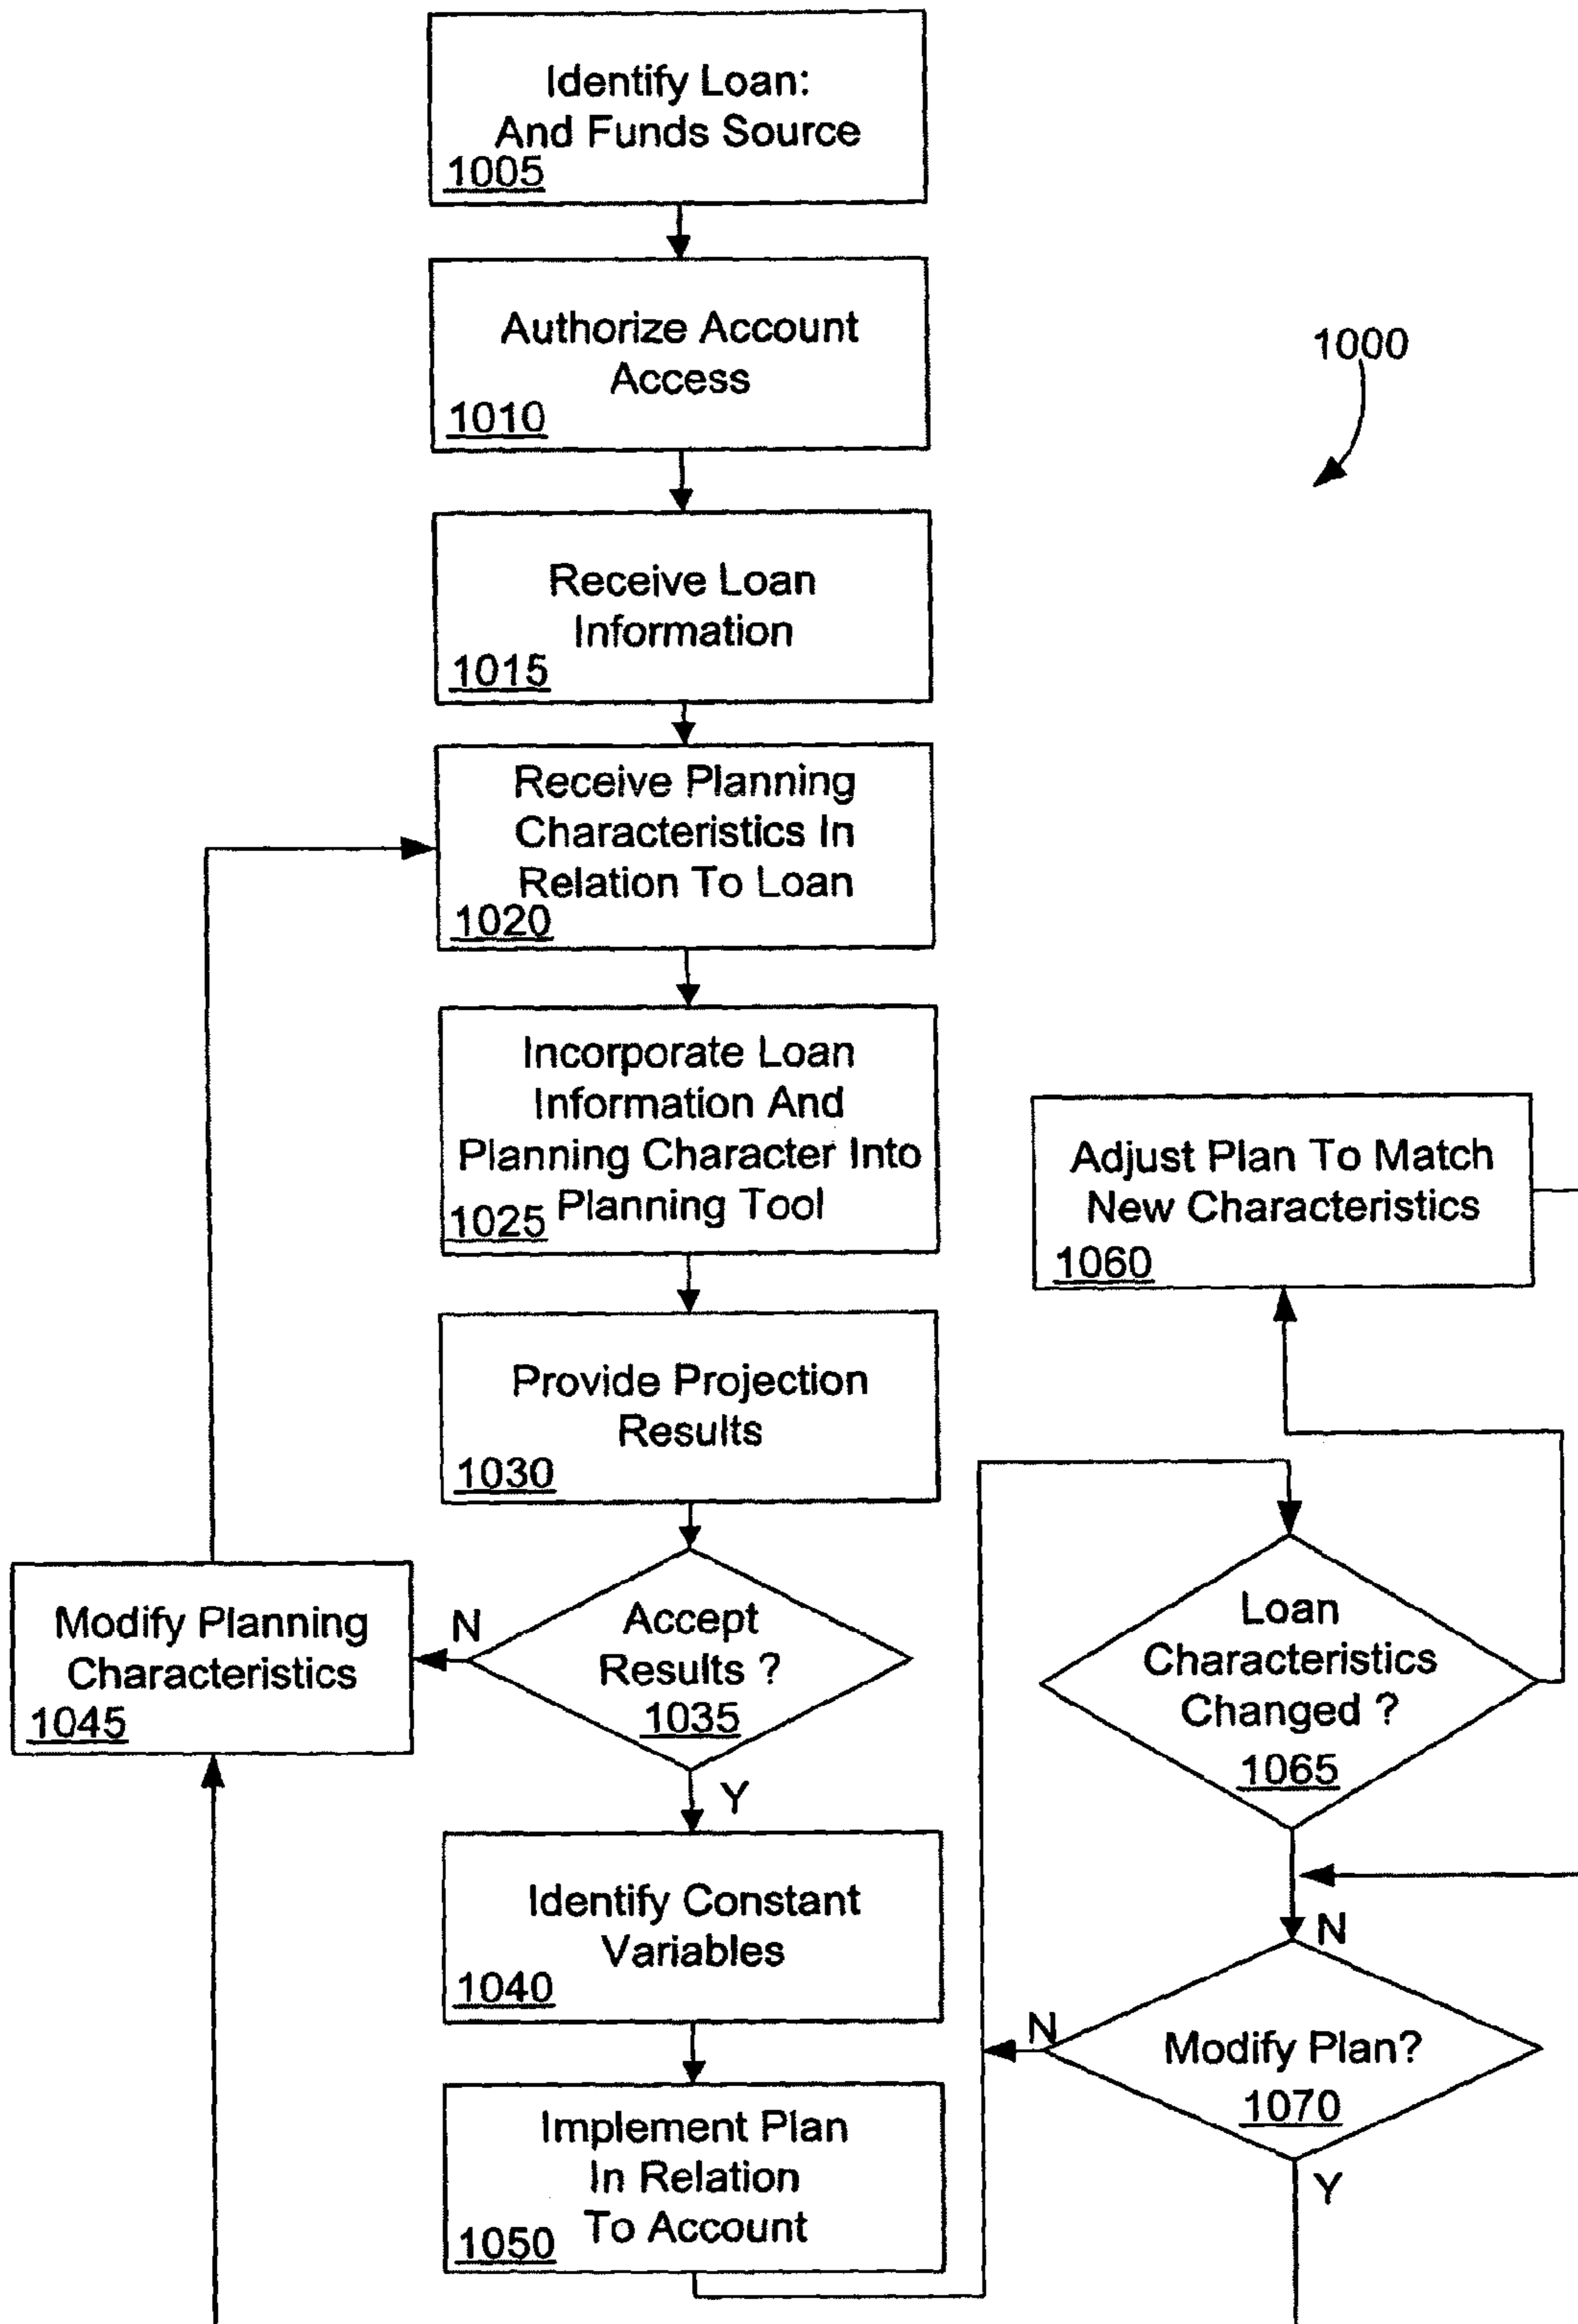 Identify Loan:
And Funds Source
1005
Authorize Account
Access
1010
1000
Receive Loan
Information
1015
Receive Planning
Characteristics In
Relation To Loan
1020
Incorporate Loan
Information And
Planning Character Into
Planning Tool
1025
Provide Projection
Results
1030
Accept
Results ?
1035
N
Y
Modify Planning
Characteristics
1045
Identify Constant
Variables
1040
Implement Plan
In Relation
To Account
1050
Adjust Plan To Match
New Characteristics
1060
Loan
Characteristics
Changed ?
1065
N
Modify Plan?
1070
N
Y